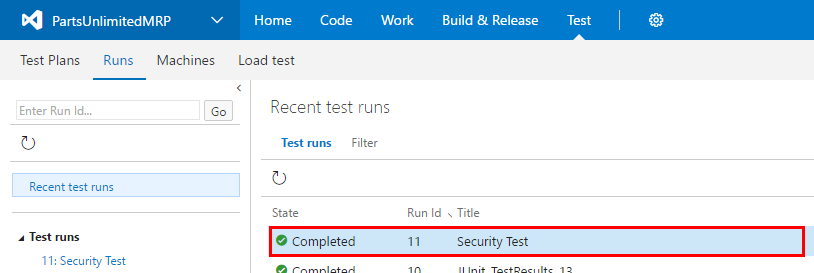 PartsUnlimitedMRP Home Code Work Build & Release Test
Test Plans Runs Machines Load test
Enter Run Id... Go
Recent test runs
Test runs
11: Security Test
Recent test runs
Test runs Filter
State Run Id Title
Completed 11 Security Test
Completed 10 JUnit_TestResults_13